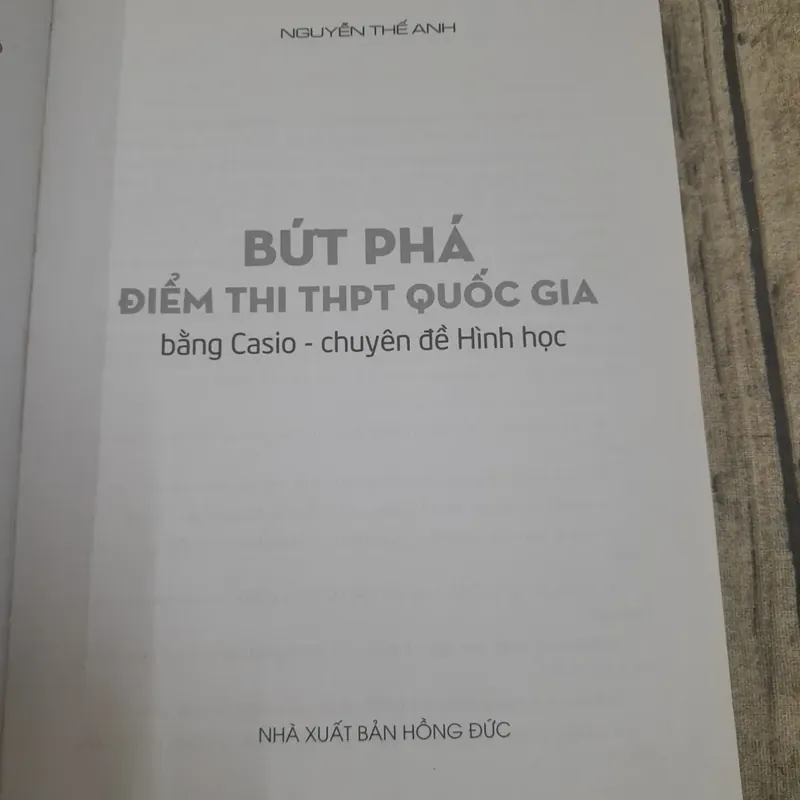 NGUYỄN THẾ ANH
BỨT PHÁ
ĐIỂM THI THPT QUỐC GIA
bằng Casio - chuyên đề Hình học
NHÀ XUẤT BẢN HỒNG ĐỨC